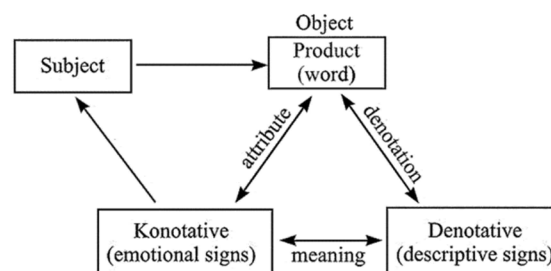 Object
Subject
Product
(word)
attribute
denotation
Konotative
(emotional signs)
meaning
Denotative
(descriptive signs)